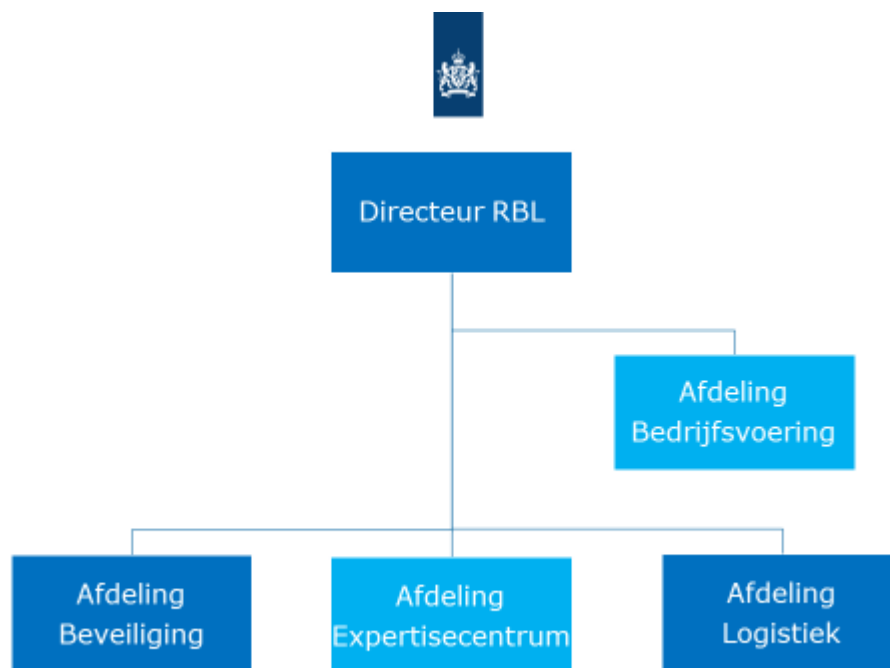 Directeur RBL
Afdeling
Bedrijfsvoering
Afdeling
Beveiliging
Afdeling
Expertisecentrum
Afdeling
Logistiek